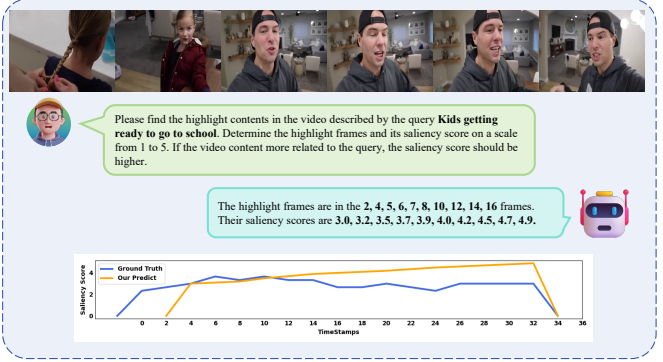 Please find the highlight contents in the video described by the query Kids getting
ready to go to school. Determine the highlight frames and its saliency score on a scale
from 1 to 5. If the video content more related to the query, the saliency score should be
higher.
The highlight frames are in the 2, 4, 5, 6, 7, 8, 10, 12, 14, 16 frames.
Their saliency scores are 3.0, 3.2, 3.5, 3.7, 3.9, 4.0, 4.2, 4.5, 4.7, 4.9.
Saliency Score
4
2
0
Ground Truth
Our Predict
0 2 4 6 8 10 12 14 16 18 20 22 24 26 28 30 32 34 36
TimeStamps